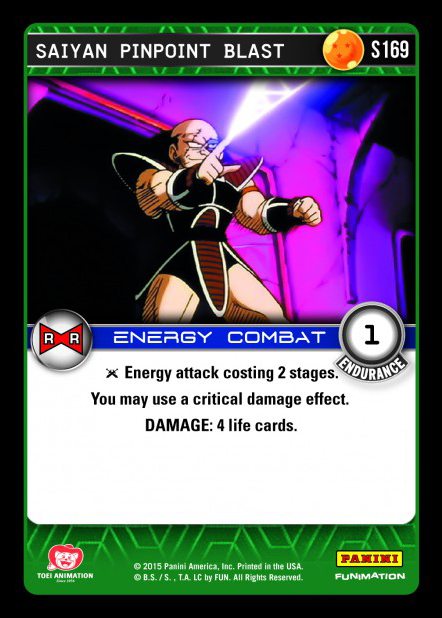 SAIYAN PINPOINT BLAST S169
R R ENERGY COMBAT 1
ENDURANCE
Energy attack costing 2 stages.
You may use a critical damage effect.
DAMAGE: 4 life cards.
TOEI ANIMATION
Since 1956
© 2015 Panini America, Inc. Printed in the USA.
© B.S./ S. , T.A. LC by FUN. All Rights Reserved.
PANINI
FUNIMATION